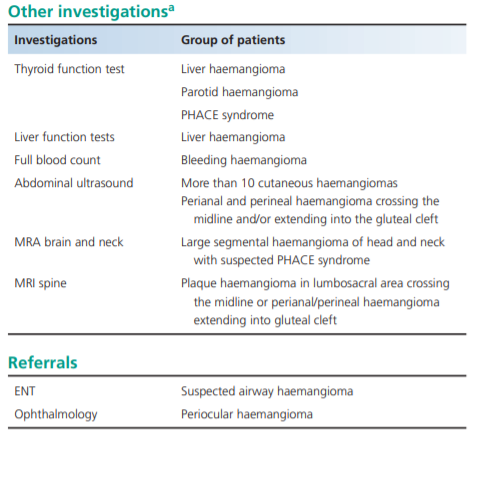 Other investigationsª
Investigations Group of patients
Thyroid function test Liver haemangioma
Parotid haemangioma
PHACE syndrome
Liver function tests Liver haemangioma
Full blood count Bleeding haemangioma
Abdominal ultrasound More than 10 cutaneous haemangiomas
Perianal and perineal haemangioma crossing the
midline and/or extending into the gluteal cleft
MRA brain and neck Large segmental haemangioma of head and neck
with suspected PHACE syndrome
MRI spine Plaque haemangioma in lumbosacral area crossing
the midline or perianal/perineal haemangioma
extending into gluteal cleft
Referrals
ENT Suspected airway haemangioma
Ophthalmology Periocular haemangioma